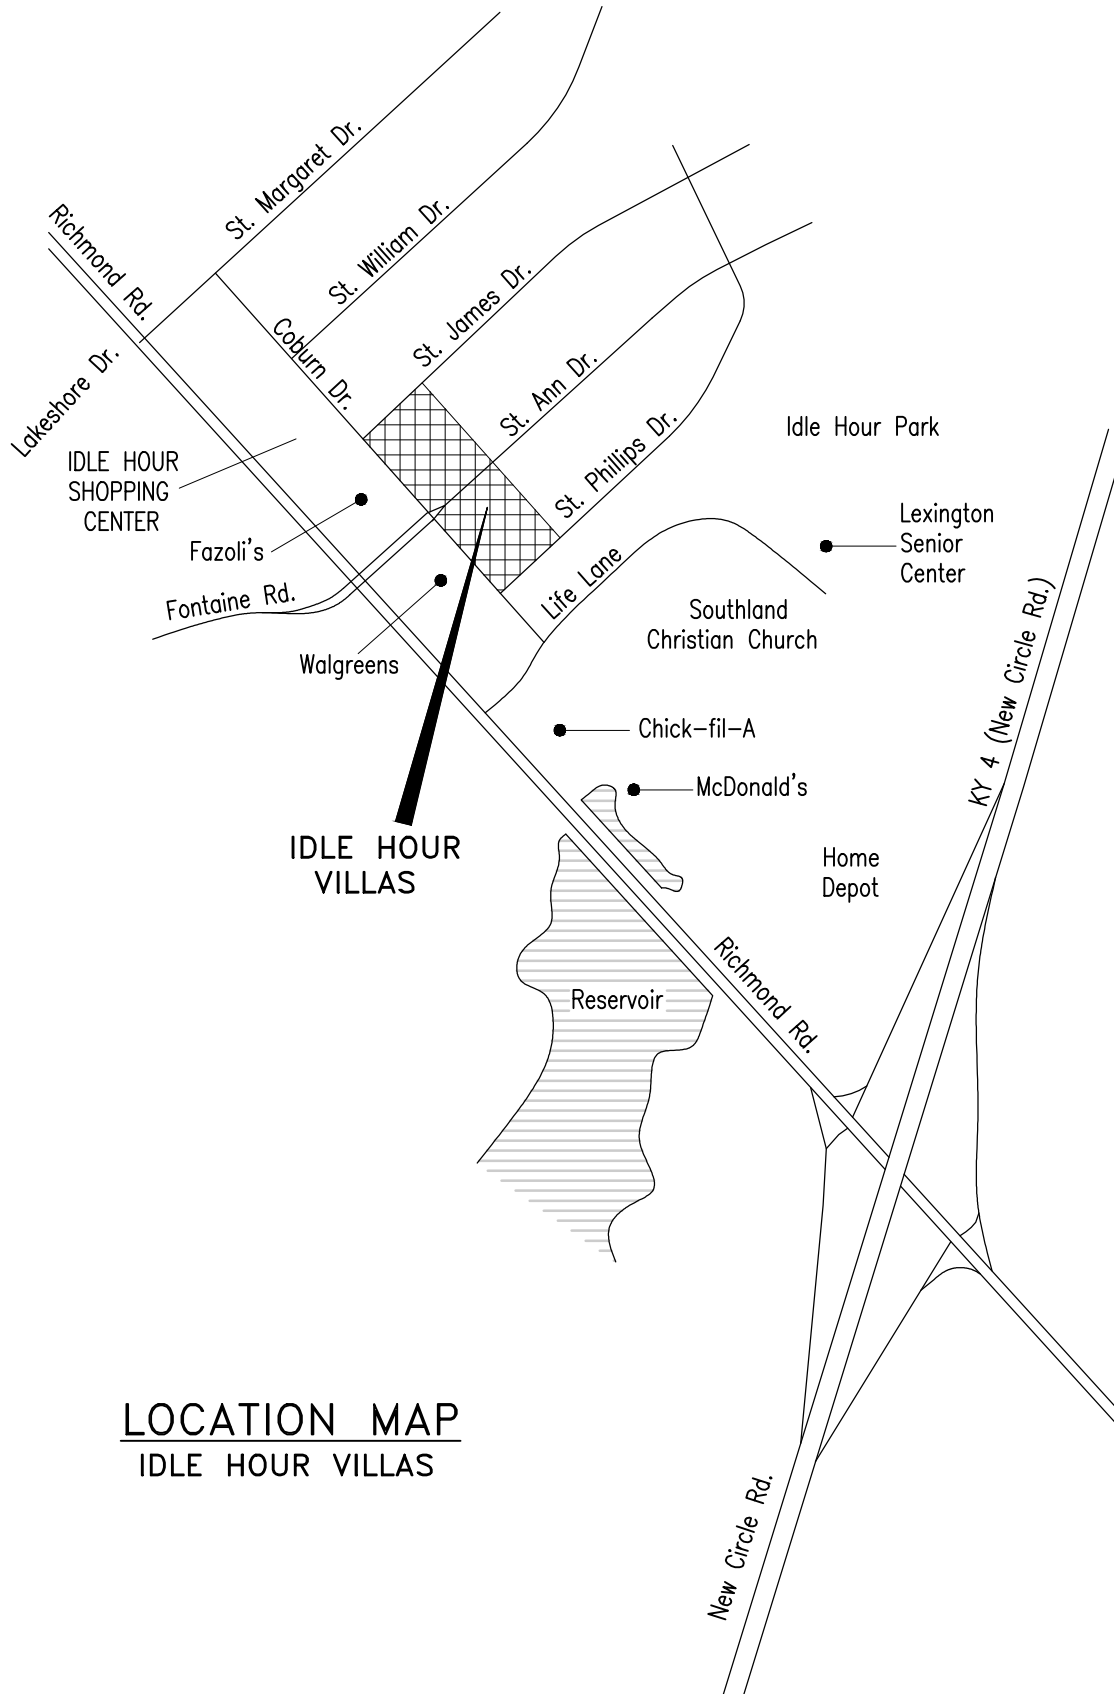 St. Margaret Dr.
Richmond Rd.
St. William Dr.
St. James Dr.
Coburn Dr.
Lakeshore Dr.
St. Ann Dr.
St. Phillips Dr.
Idle Hour Park
IDLE HOUR
SHOPPING
CENTER
Lexington
Senior
Center
Fazoli's
Life Lane
Fontaine Rd.
Southland
Christian Church
Walgreens
KY 4 (New Circle Rd.)
Chick-fil-A
McDonald's
IDLE HOUR
VILLAS
Home
Depot
Richmond Rd.
Reservoir
LOCATION MAP
IDLE HOUR VILLAS
New Circle Rd.